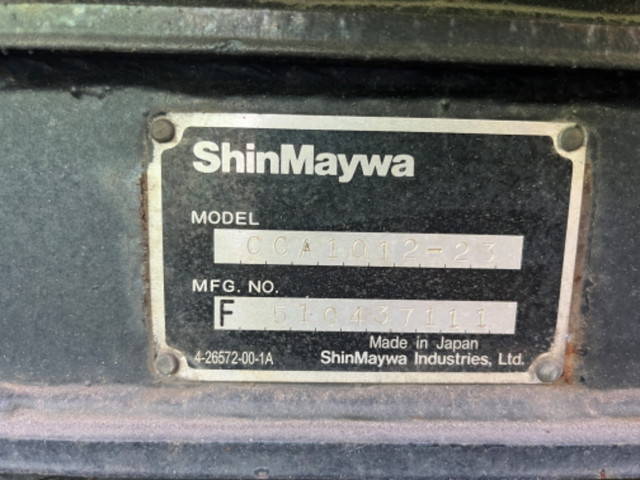 ShinMaywa
MODEL
CCA1012-23
MFG. NO.
F 510437111
Made in Japan
4-26572-00-1A ShinMaywa Industries, Ltd.